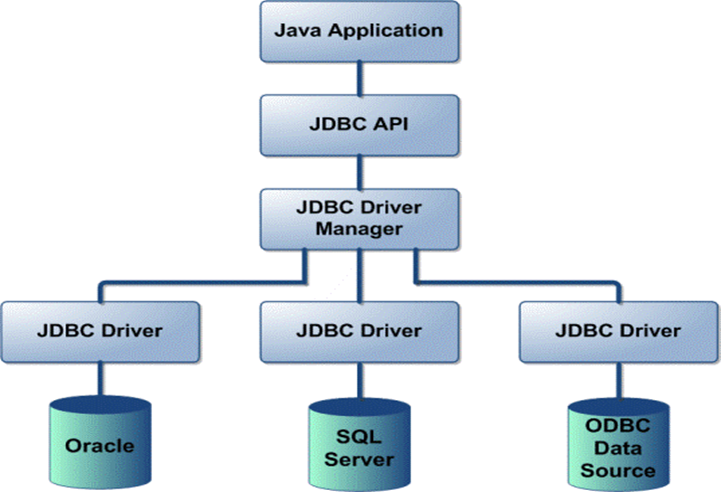 Java Application
JDBC API
JDBC Driver
Manager
JDBC Driver
JDBC Driver
JDBC Driver
Oracle
SQL
Server
ODBC
Data
Source